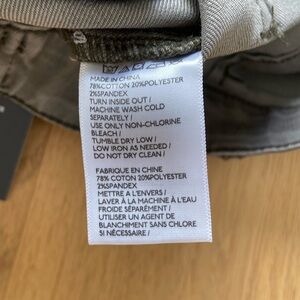 MADE IN CHINA
78% COTTON 20%POLYESTER
2%SPANDEX
TURN INSIDE OUT /
MACHINE WASH COLD
SEPARATELY /
USE ONLY NON-CHLORINE
BLEACH /
TUMBLE DRY LOW /
LOW IRON AS NEEDED /
DO NOT DRY CLEAN /
FABRIQUE EN CHINE
78% COTON 20%POLYESTER
2%SPANDEX
METTRE A L'ENVERS /
LAVER À LA MACHINE À L'EAU
FROIDE SÉPARÉMENT /
UTILISER UN AGENT DE
BLANCHIMENT SANS CHLORE
SI NÉCESSAIRE /